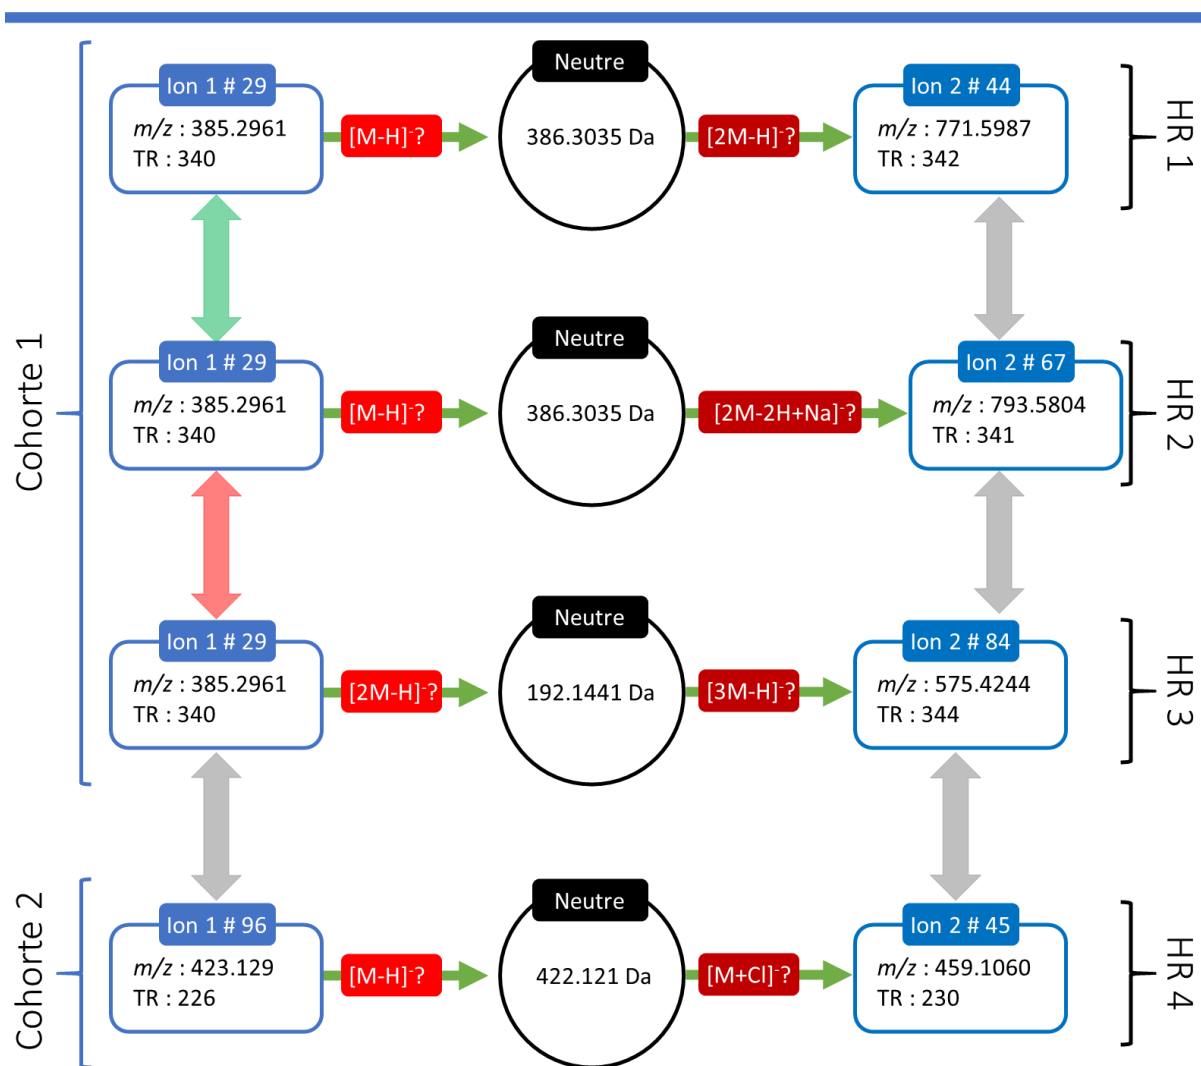 Cohorte 1
Ion 1 # 29
m/z : 385.2961
TR : 340
[M-H]⁻?
Neutre
386.3035 Da
[2M-H]⁻?
Ion 2 # 44
m/z : 771.5987
TR : 342
HR 1
Ion 1 # 29
m/z : 385.2961
TR : 340
[M-H]⁻?
Neutre
386.3035 Da
[2M-2H+Na]⁻?
Ion 2 # 67
m/z : 793.5804
TR : 341
HR 2
Ion 1 # 29
m/z : 385.2961
TR : 340
[2M-H]⁻?
Neutre
192.1441 Da
[3M-H]⁻?
Ion 2 # 84
m/z : 575.4244
TR : 344
HR 3
Cohorte 2
Ion 1 # 96
m/z : 423.129
TR : 226
[M-H]⁻?
Neutre
422.121 Da
[M+Cl]⁻?
Ion 2 # 45
m/z : 459.1060
TR : 230
HR 4